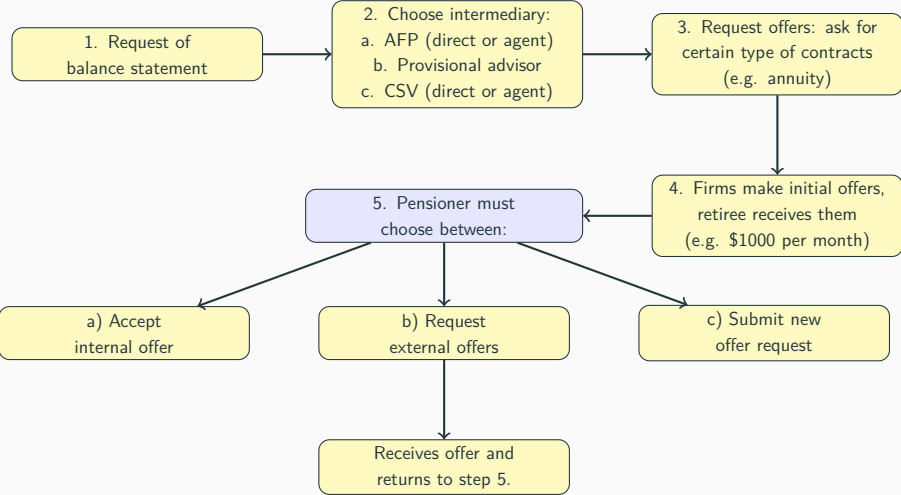 1. Request of
balance statement
2. Choose intermediary:
a. AFP (direct or agent)
b. Provisional advisor
c. CSV (direct or agent)
3. Request offers: ask for
certain type of contracts
(e.g. annuity)
4. Firms make initial offers,
retiree receives them
(e.g. $1000 per month)
5. Pensioner must
choose between:
a) Accept
internal offer
b) Request
external offers
c) Submit new
offer request
Receives offer and
returns to step 5.